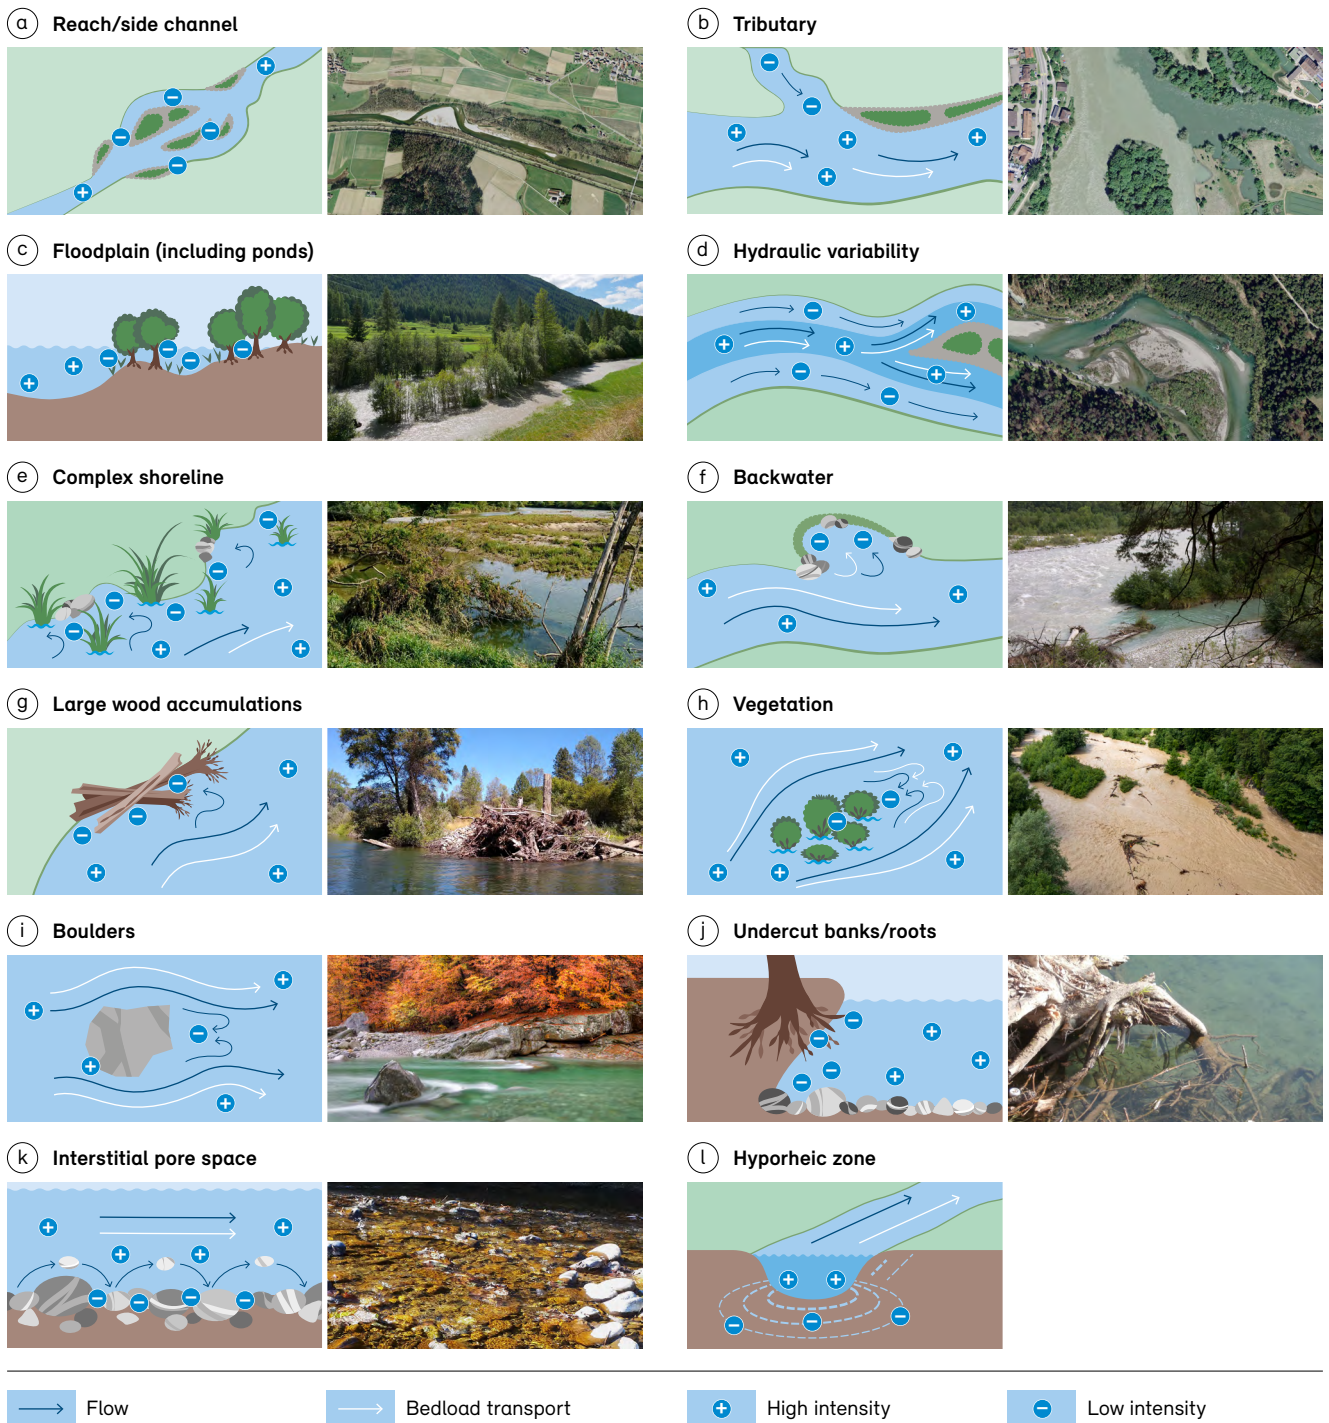 a Reach/side channel
b Tributary
c Floodplain (including ponds)
d Hydraulic variability
e Complex shoreline
f Backwater
g Large wood accumulations
h Vegetation
i Boulders
j Undercut banks/roots
k Interstitial pore space
l Hyporheic zone
Flow
Bedload transport
High intensity
Low intensity